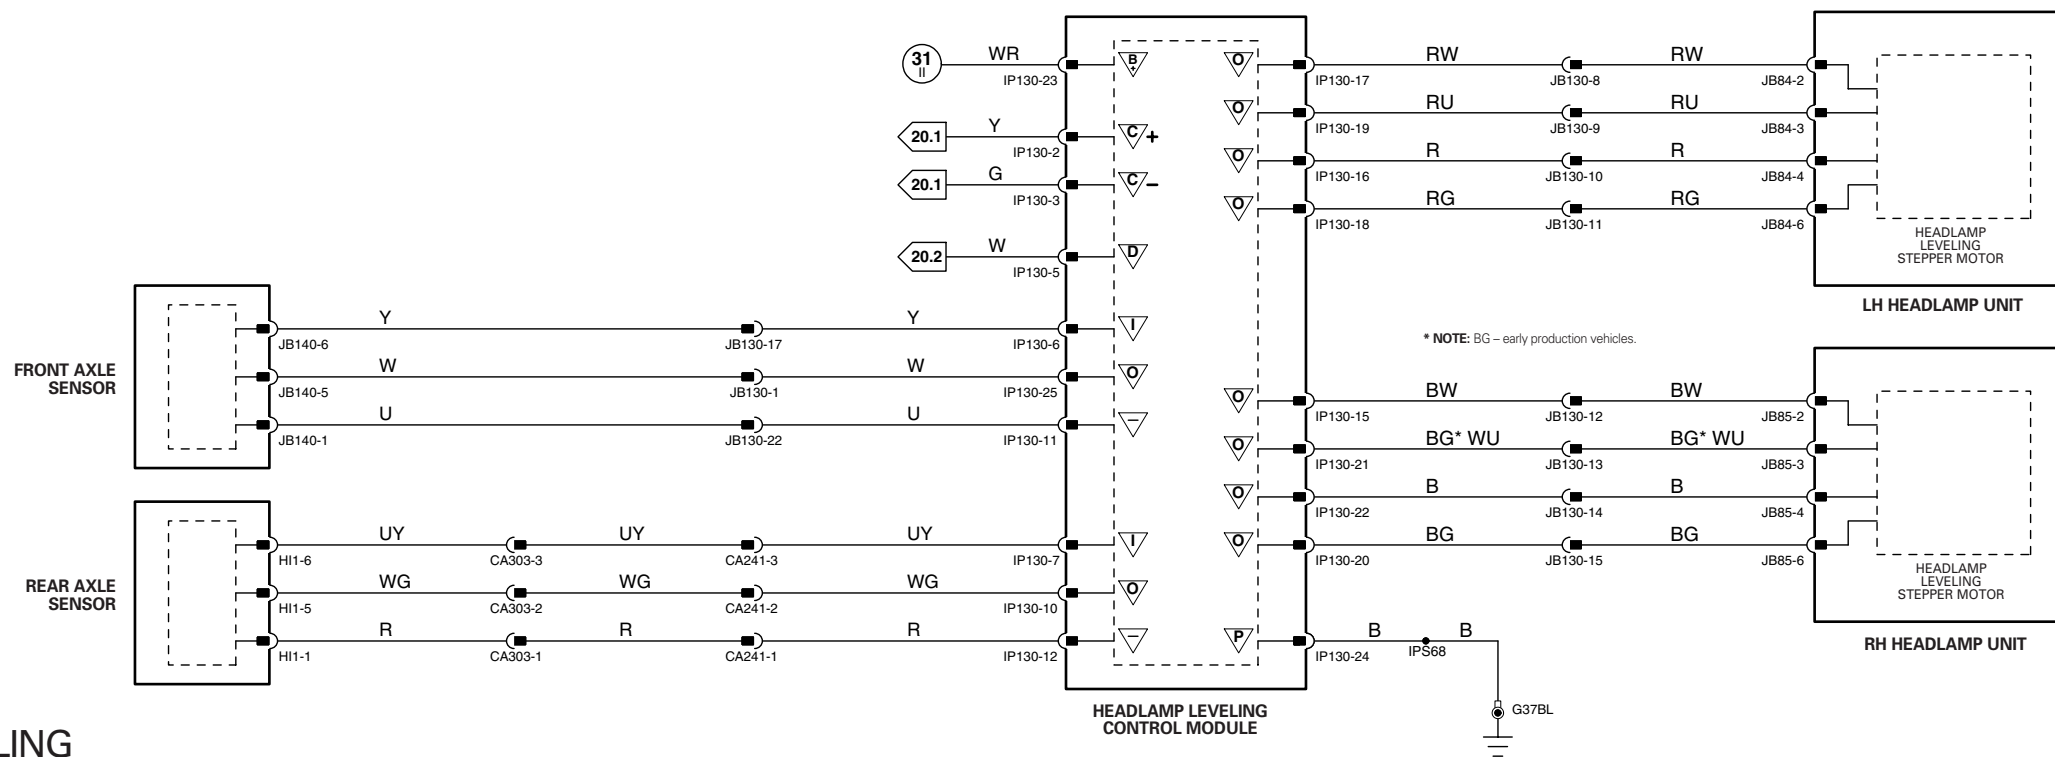 31
II
WR
IP130-23
B
+
O
IP130-17
RW
JB130-8
RW
JB84-2
O
IP130-19
RU
JB130-9
RU
JB84-3
20.1
Y
IP130-2
C +
O
IP130-16
R
JB130-10
R
JB84-4
20.1
G
IP130-3
C –
O
IP130-18
RG
JB130-11
RG
JB84-6
HEADLAMP
LEVELING
STEPPER MOTOR
LH HEADLAMP UNIT
20.2
W
IP130-5
D
FRONT AXLE
SENSOR
JB140-6
Y
JB130-17
Y
IP130-6
I
JB140-5
W
JB130-1
W
IP130-25
O
JB140-1
U
JB130-22
U
IP130-11
–
* NOTE: BG – early production vehicles.
O
IP130-15
BW
JB130-12
BW
JB85-2
O
IP130-21
BG* WU
JB130-13
BG* WU
JB85-3
O
IP130-22
B
JB130-14
B
JB85-4
O
IP130-20
BG
JB130-15
BG
JB85-6
HEADLAMP
LEVELING
STEPPER MOTOR
RH HEADLAMP UNIT
REAR AXLE
SENSOR
HI1-6
UY
CA303-3
UY
CA241-3
UY
IP130-7
I
HI1-5
WG
CA303-2
WG
CA241-2
WG
IP130-10
O
HI1-1
R
CA303-1
R
CA241-1
R
IP130-12
–
P
IP130-24
B
IPS68
B
G37BL
HEADLAMP LEVELING
CONTROL MODULE
LING